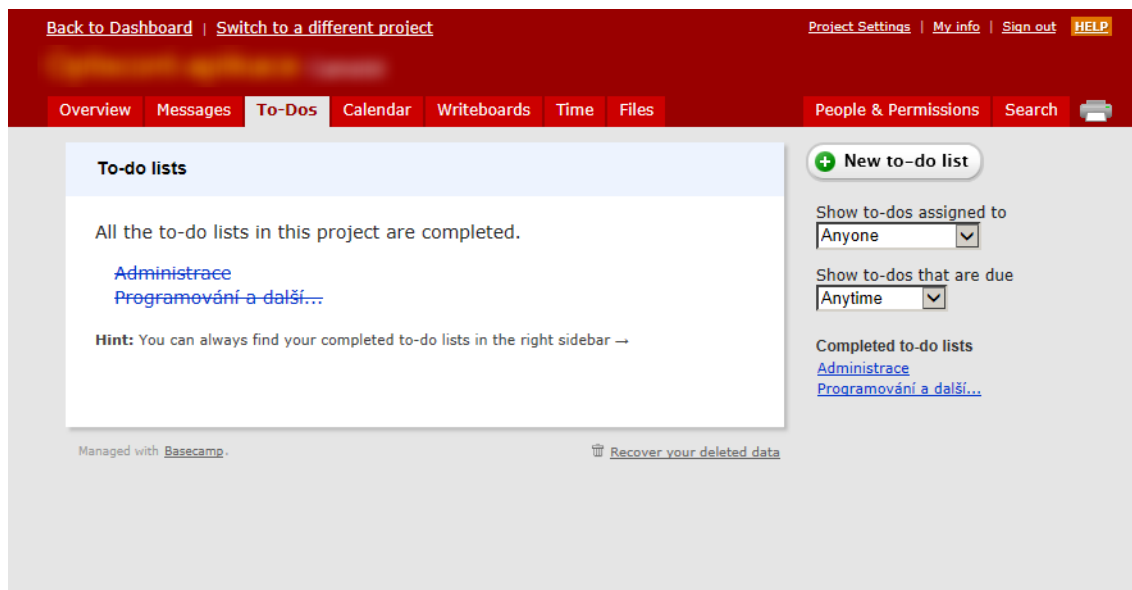 Back to Dashboard | Switch to a different project
Project Settings | My info | Sign out HELP
Overview Messages To-Dos Calendar Writeboards Time Files
People & Permissions Search
To-do lists
All the to-do lists in this project are completed.
Administrace
Programování a další...
Hint: You can always find your completed to-do lists in the right sidebar →
Managed with Basecamp.
Recover your deleted data
New to-do list
Show to-dos assigned to
Anyone
Show to-dos that are due
Anytime
Completed to-do lists
Administrace
Programování a další...